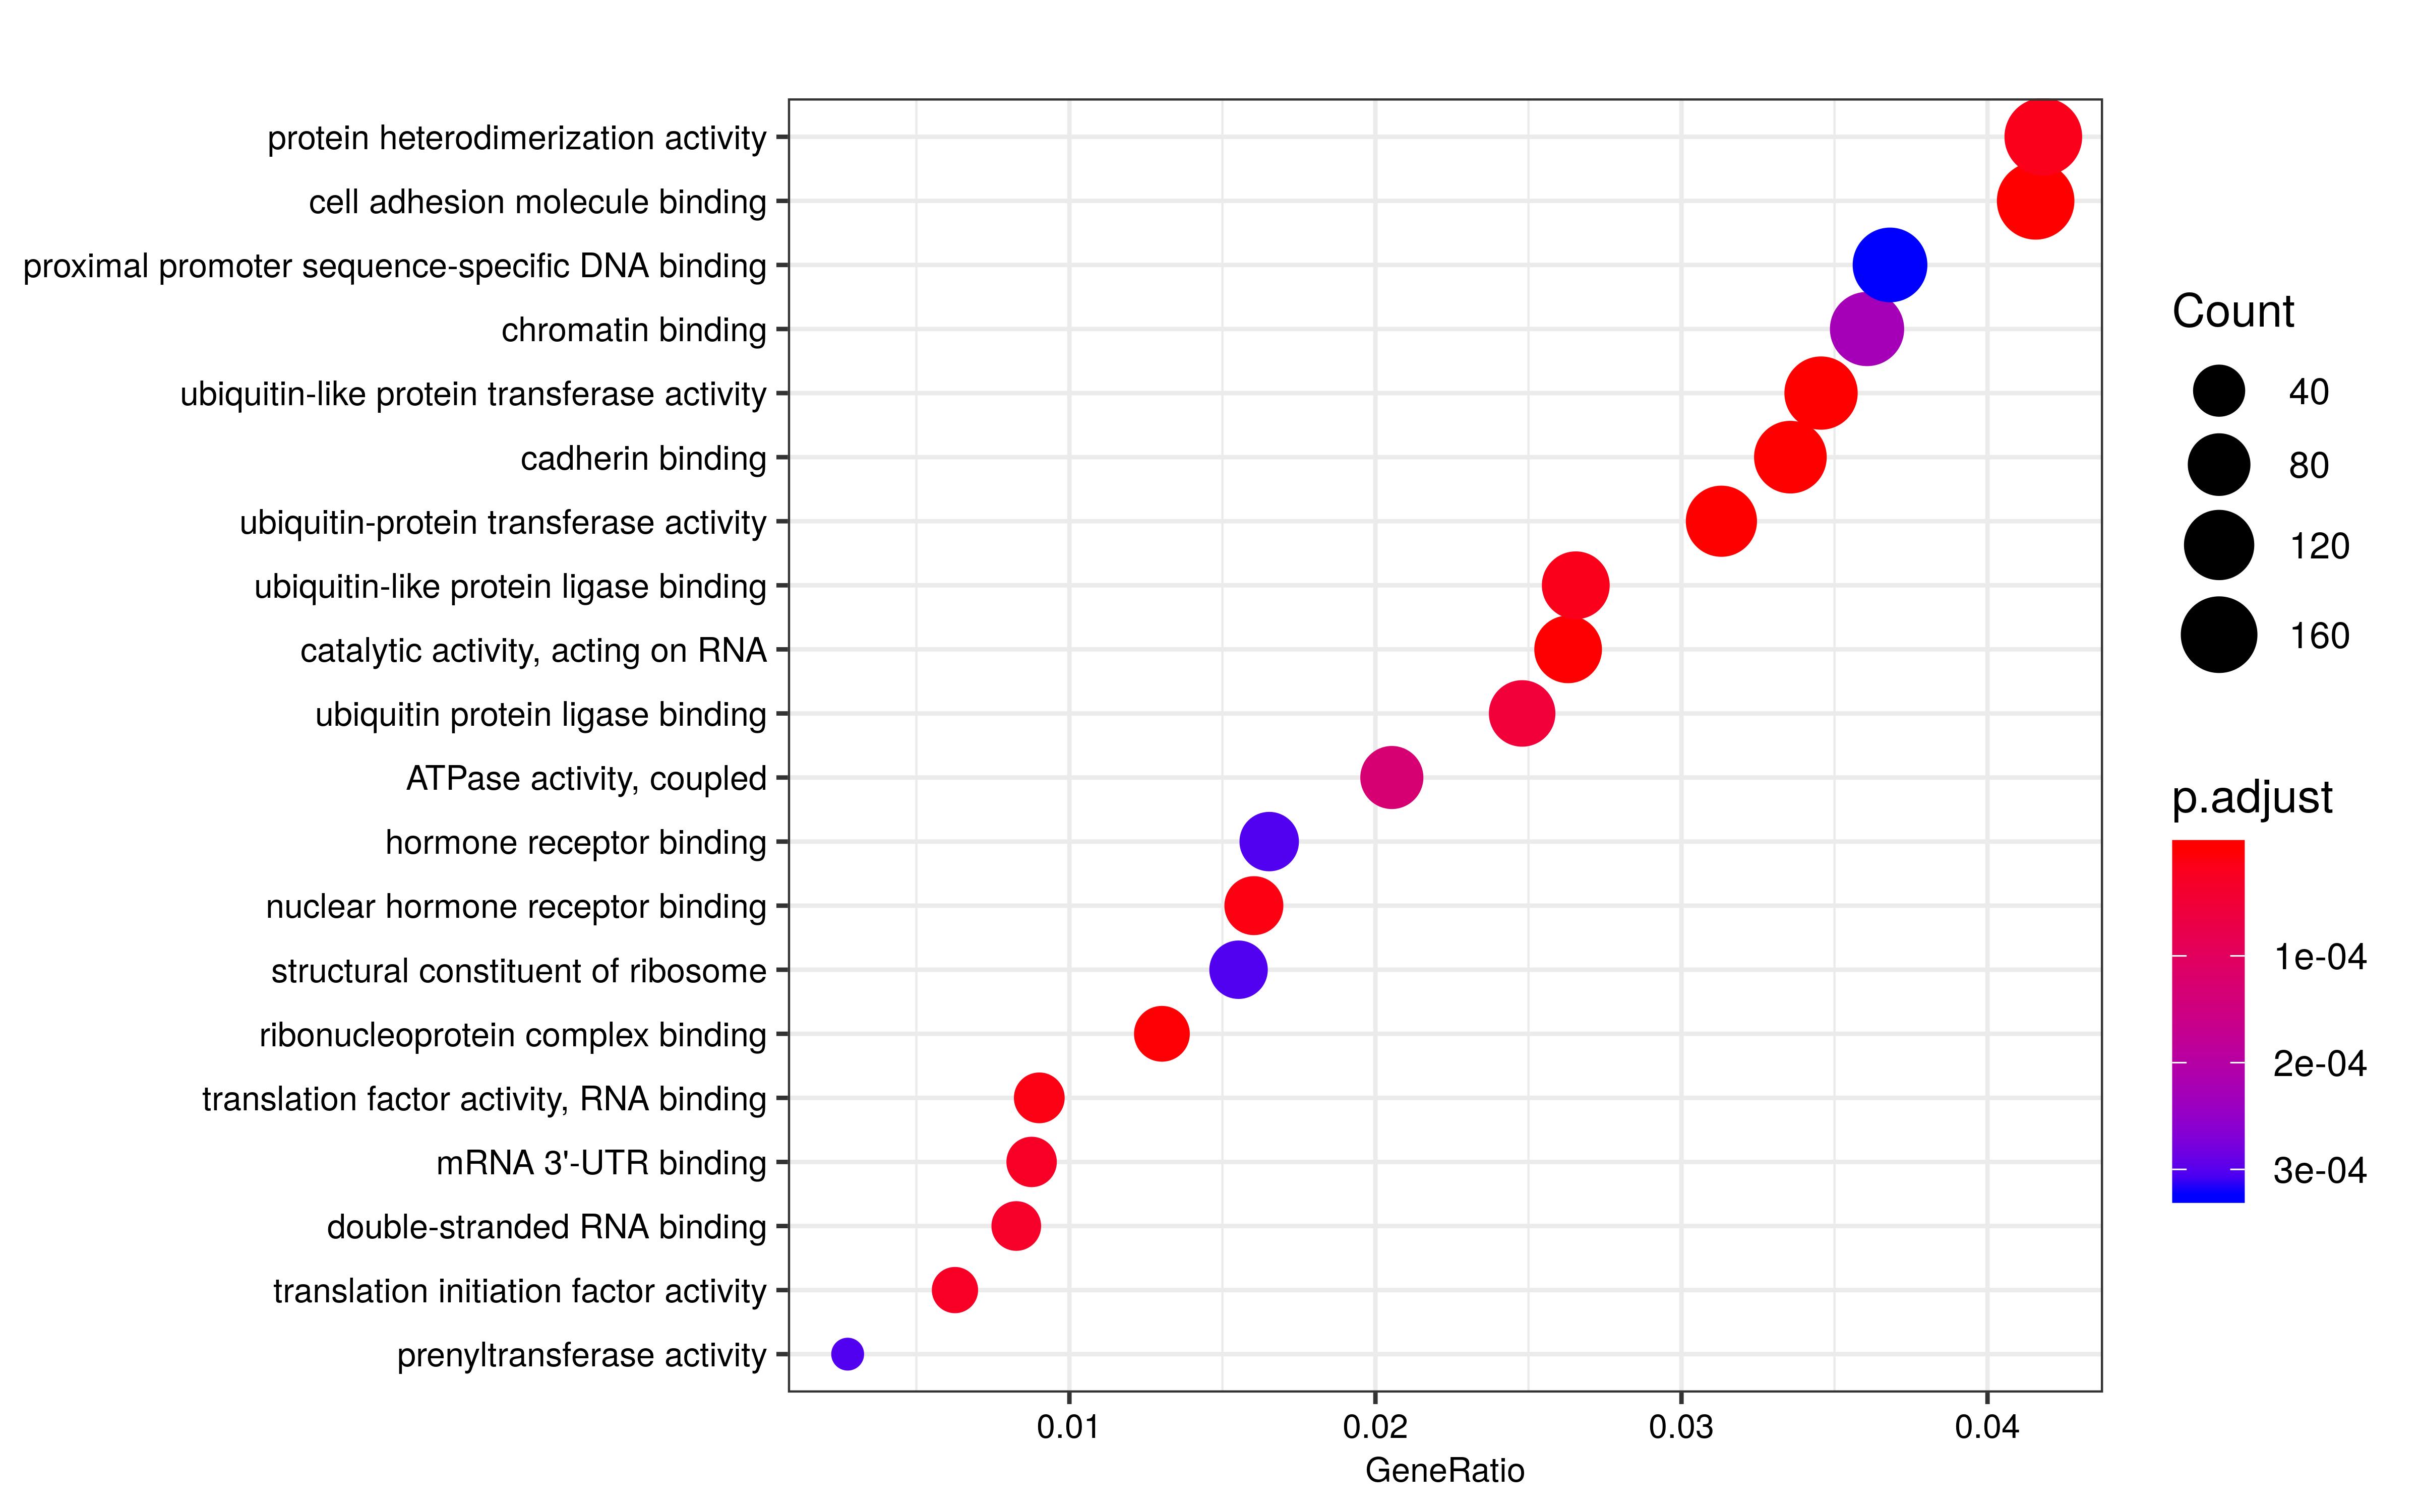 protein heterodimerization activity
cell adhesion molecule binding
proximal promoter sequence-specific DNA binding
chromatin binding
ubiquitin-like protein transferase activity
cadherin binding
ubiquitin-protein transferase activity
ubiquitin-like protein ligase binding
catalytic activity, acting on RNA
ubiquitin protein ligase binding
ATPase activity, coupled
hormone receptor binding
nuclear hormone receptor binding
structural constituent of ribosome
ribonucleoprotein complex binding
translation factor activity, RNA binding
mRNA 3'-UTR binding
double-stranded RNA binding
translation initiation factor activity
prenyltransferase activity
0.01 0.02 0.03 0.04
GeneRatio
Count
40
80
120
160
p.adjust
1e-04
2e-04
3e-04